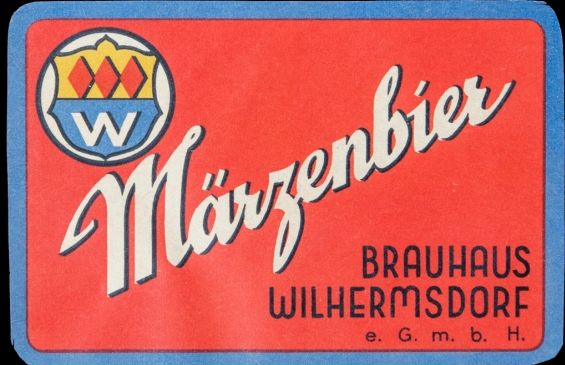 W
Märzenbier
BRAUHAUS
WILHERMSDORF
e. G. m. b. H.